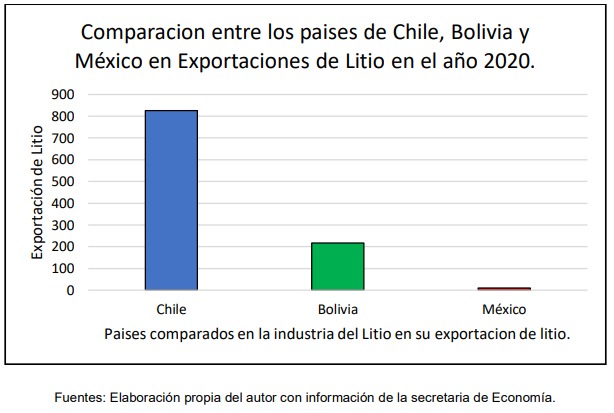 Comparacion entre los paises de Chile, Bolivia y
México en Exportaciones de Litio en el año 2020.
Exportación de Litio
900
800
700
600
500
400
300
200
100
0
Chile Bolivia México
Paises comparados en la industria del Litio en su exportacion de litio.
Fuentes: Elaboración propia del autor con información de la secretaria de Economía.